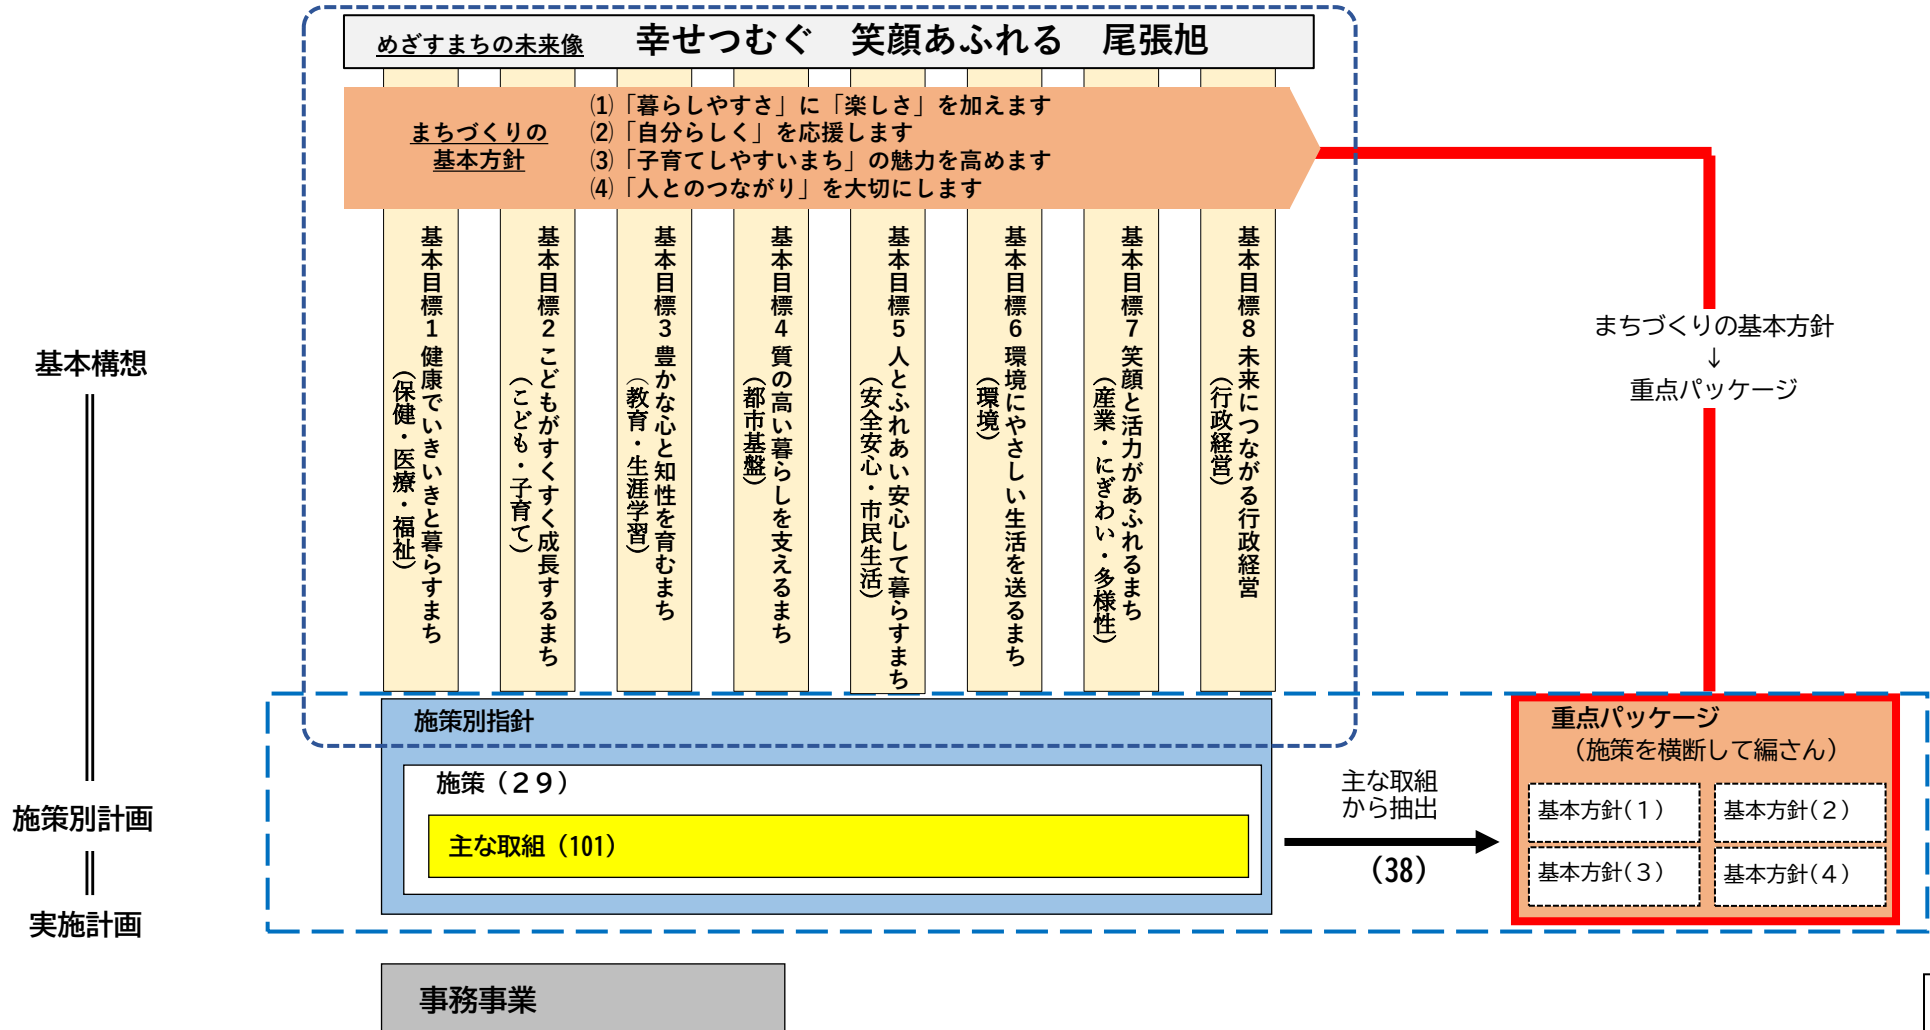 めざすまちの未来像　幸せつむぐ　笑顔あふれる　尾張旭
まちづくりの
基本方針
⑴「暮らしやすさ」に「楽しさ」を加えます
⑵「自分らしく」を応援します
⑶「子育てしやすいまち」の魅力を高めます
⑷「人とのつながり」を大切にします
基本目標１ 健康でいきいきと暮らすまち
（保健・医療・福祉）
基本目標２ こどもがすくすく成長するまち
（こども・子育て）
基本目標３ 豊かな心と知性を育むまち
（教育・生涯学習）
基本目標４ 質の高い暮らしを支えるまち
（都市基盤）
基本目標５ 人とふれあい安心して暮らすまち
（安全安心・市民生活）
基本目標６ 環境にやさしい生活を送るまち
（環境）
基本目標７ 笑顔と活力があふれるまち
（産業・にぎわい・多様性）
基本目標８ 未来につながる行政経営
（行政経営）
まちづくりの基本方針
↓
重点パッケージ
基本構想
施策別計画
実施計画
施策別指針
施策（２９）
主な取組（101）
主な取組
から抽出
（38）
重点パッケージ
（施策を横断して編さん）
基本方針(１)
基本方針(２)
基本方針(３)
基本方針(４)
事務事業